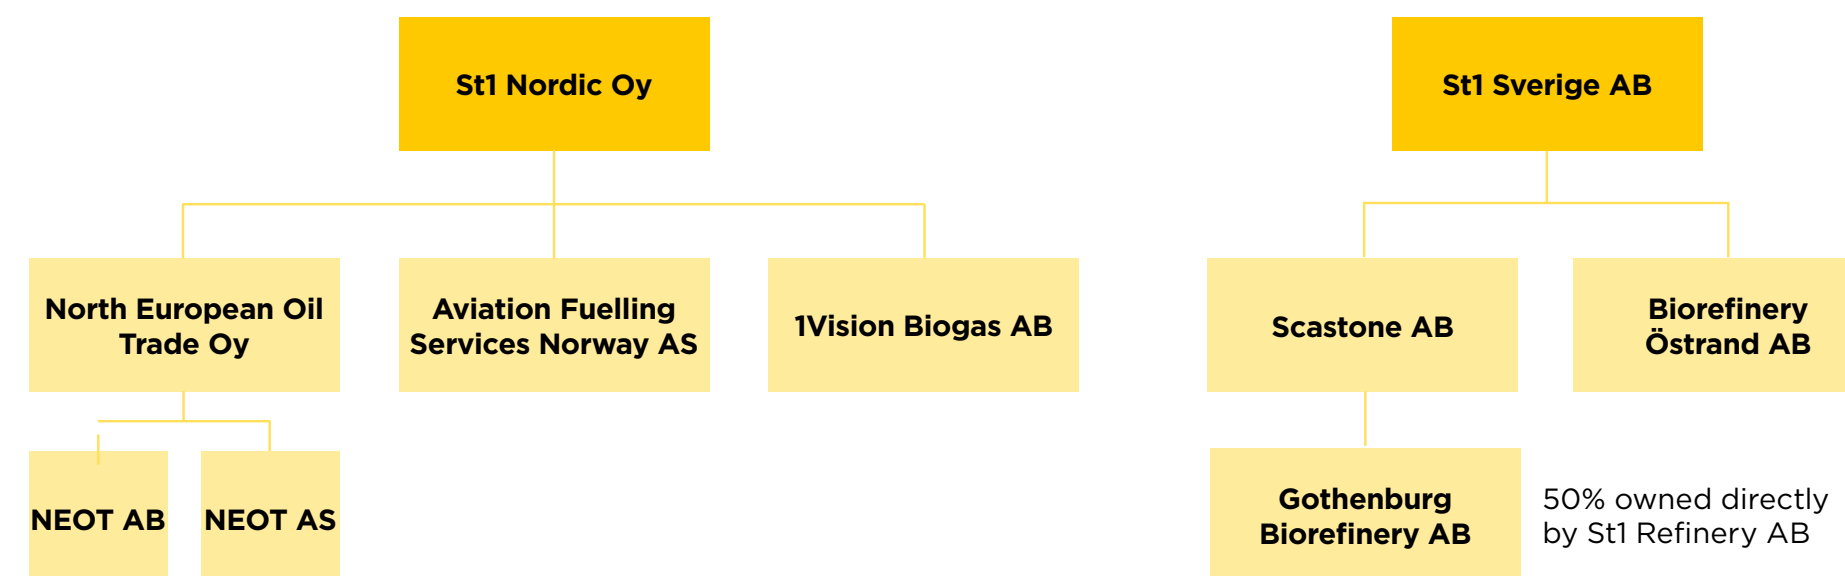 St1 Nordic Oy
St1 Sverige AB
North European Oil
Trade Oy
Aviation Fuelling
Services Norway AS
1Vision Biogas AB
Scastone AB
Biorefinery
Östrand AB
NEOT AB
NEOT AS
Gothenburg
Biorefinery AB
50% owned directly
by St1 Refinery AB